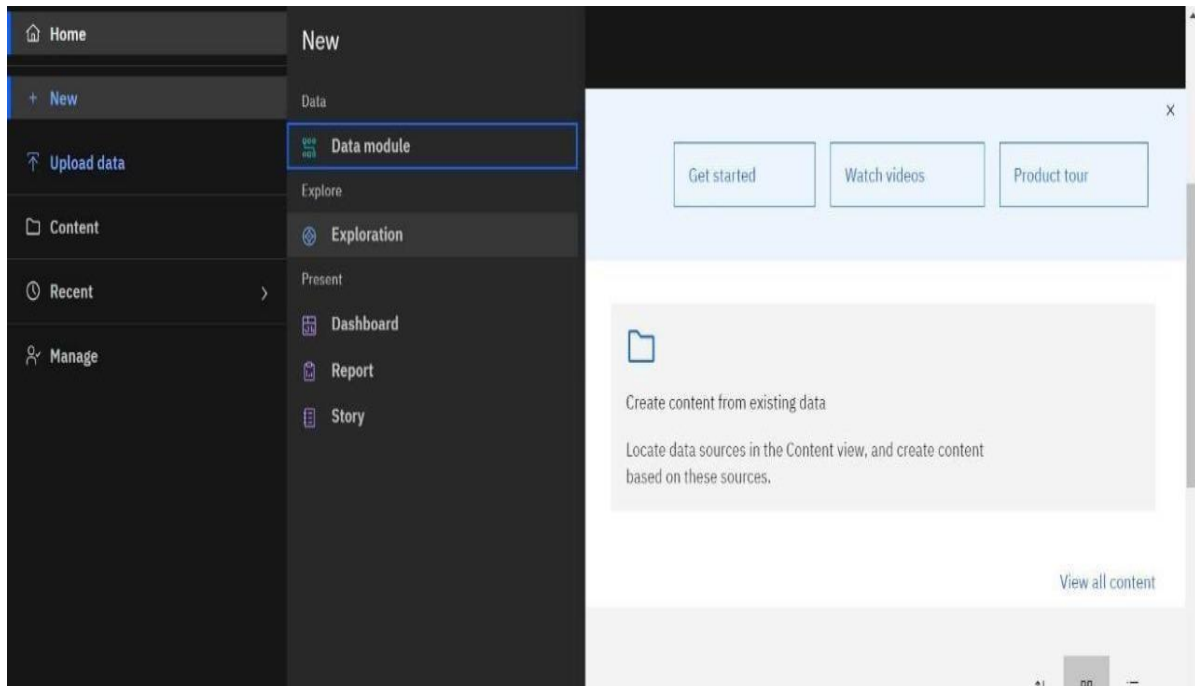 Home
New
Upload data
Content
Recent
Manage
New
Data
Data module
Explore
Exploration
Present
Dashboard
Report
Story
Get started
Watch videos
Product tour
Create content from existing data
Locate data sources in the Content view, and create content
based on these sources.
View all content